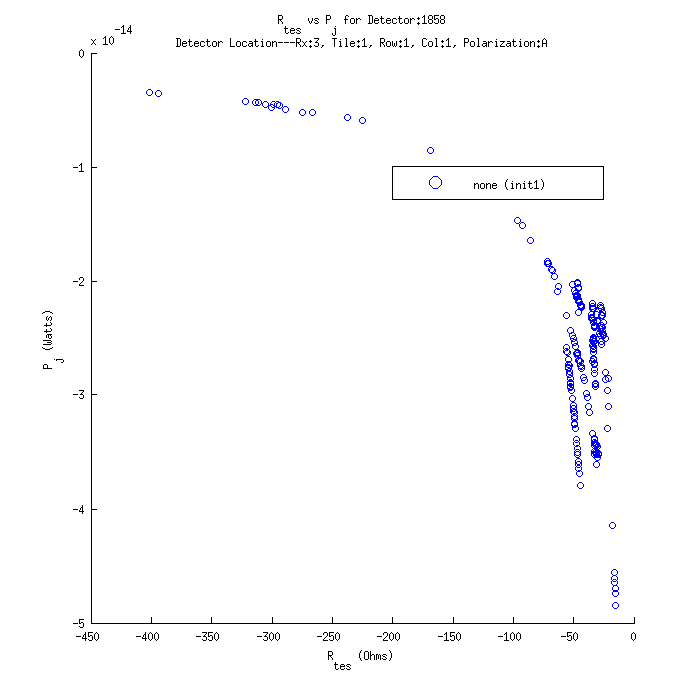 R_tes vs P_j for Detector:1858
Detector Location---Rx:3, Tile:1, Row:1, Col:1, Polarization:A
x 10^-14
0
-1
none (init1)
-2
P_j (Watts)
-3
-4
-5
-450 -400 -350 -300 -250 -200 -150 -100 -50 0
R_tes (Ohms)